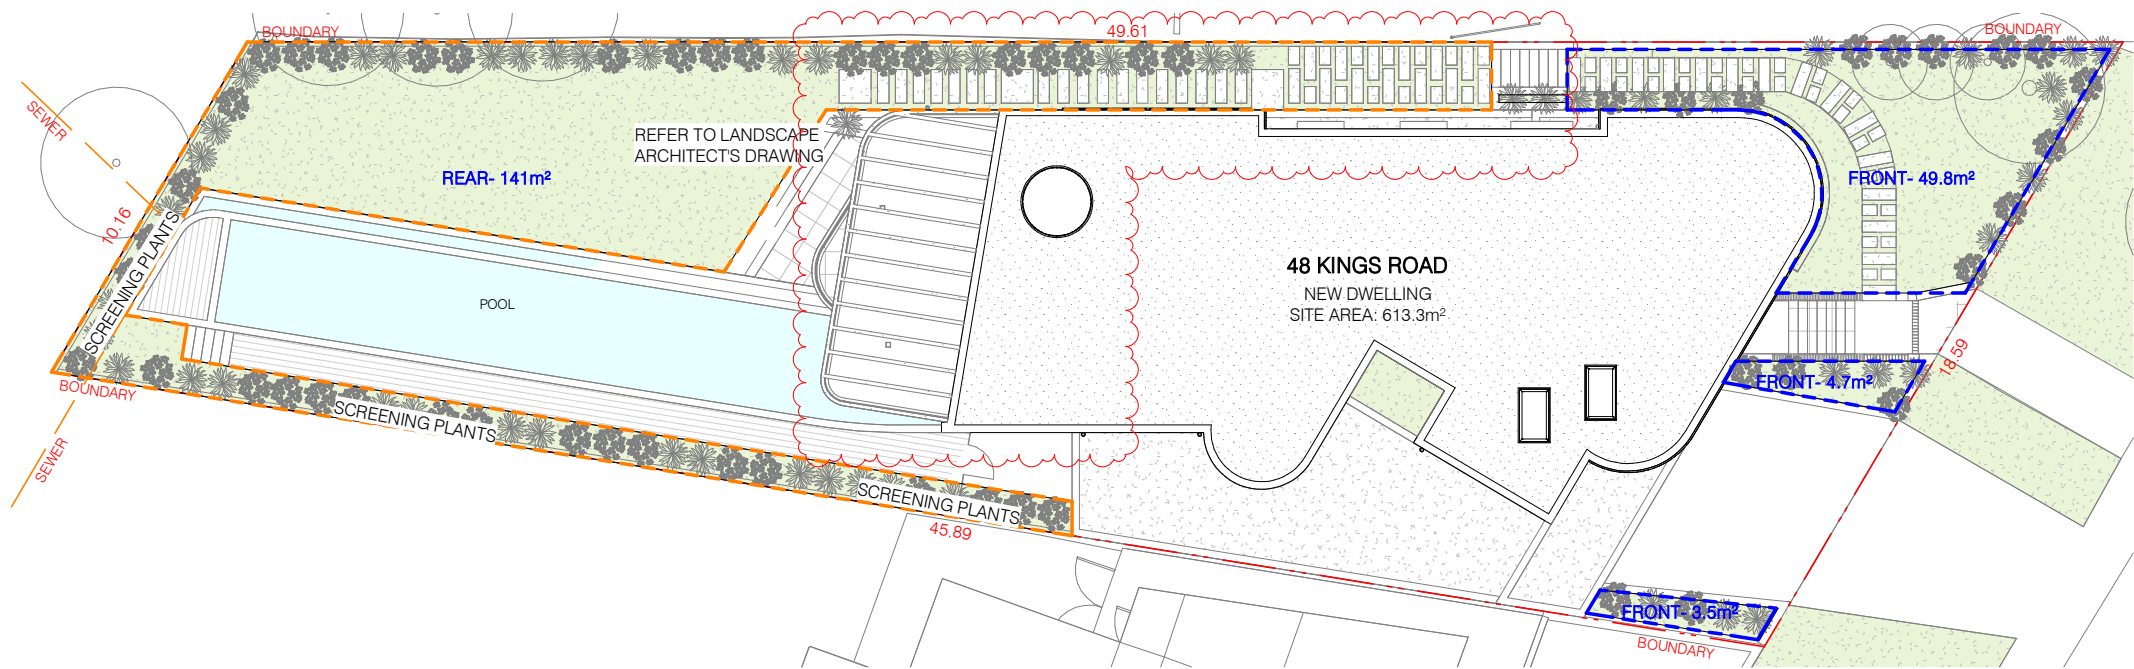 BOUNDARY
49.61
BOUNDARY
SEWER
REFER TO LANDSCAPE
ARCHITECT'S DRAWING
REAR- 141m²
FRONT- 49.8m²
10.16
SCREENING PLANTS
48 KINGS ROAD
NEW DWELLING
SITE AREA: 613.3m²
POOL
18.59
FRONT- 4.7m²
BOUNDARY
SCREENING PLANTS
SEWER
SCREENING PLANTS
45.89
FRONT- 3.5m²
BOUNDARY